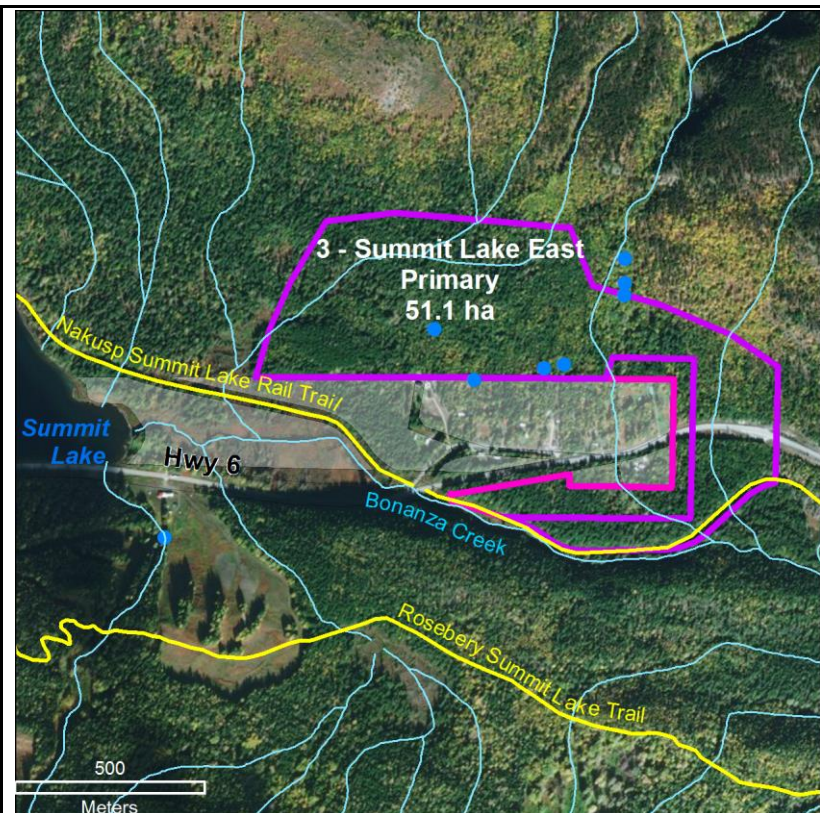 3 - Summit Lake East
Primary
51.1 ha
Nakusp Summit Lake Rail Trail
Summit
Lake
Hwy 6
Bonanza Creek
Rosebery Summit Lake Trail
500
Meters